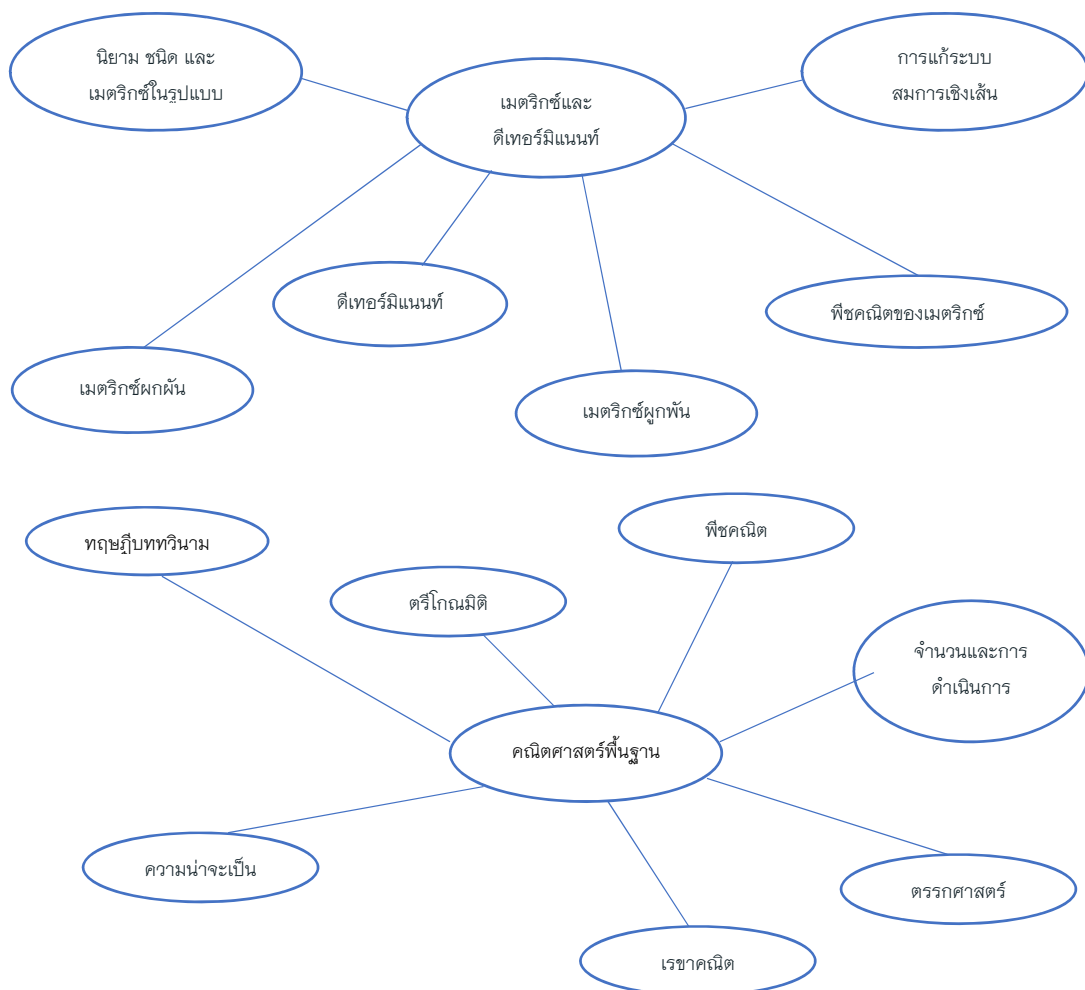 นิยาม ชนิด และ
เมตริกซ์ในรูปแบบ
เมตริกซ์และ
ดีเทอร์มิแนนท์
การแก้ระบบ
สมการเชิงเส้น
ดีเทอร์มิแนนท์
พีชคณิตของเมตริกซ์
เมตริกซ์ผกผัน
เมตริกซ์ผูกพัน
ทฤษฎีบททวินาม
ตรีโกณมิติ
พีชคณิต
จำนวนและการ
ดำเนินการ
คณิตศาสตร์พื้นฐาน
ความน่าจะเป็น
ตรรกศาสตร์
เรขาคณิต